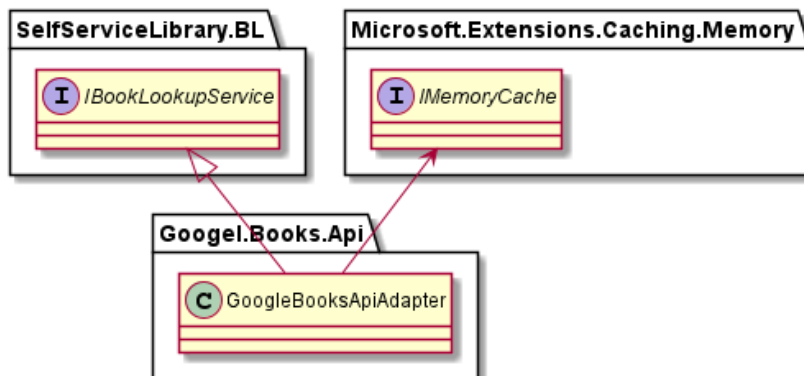 SelfServiceLibrary.BL
Microsoft.Extensions.Caching.Memory
I IBookLookupService
I IMemoryCache
Googel.Books.Api
C GoogleBooksApiAdapter